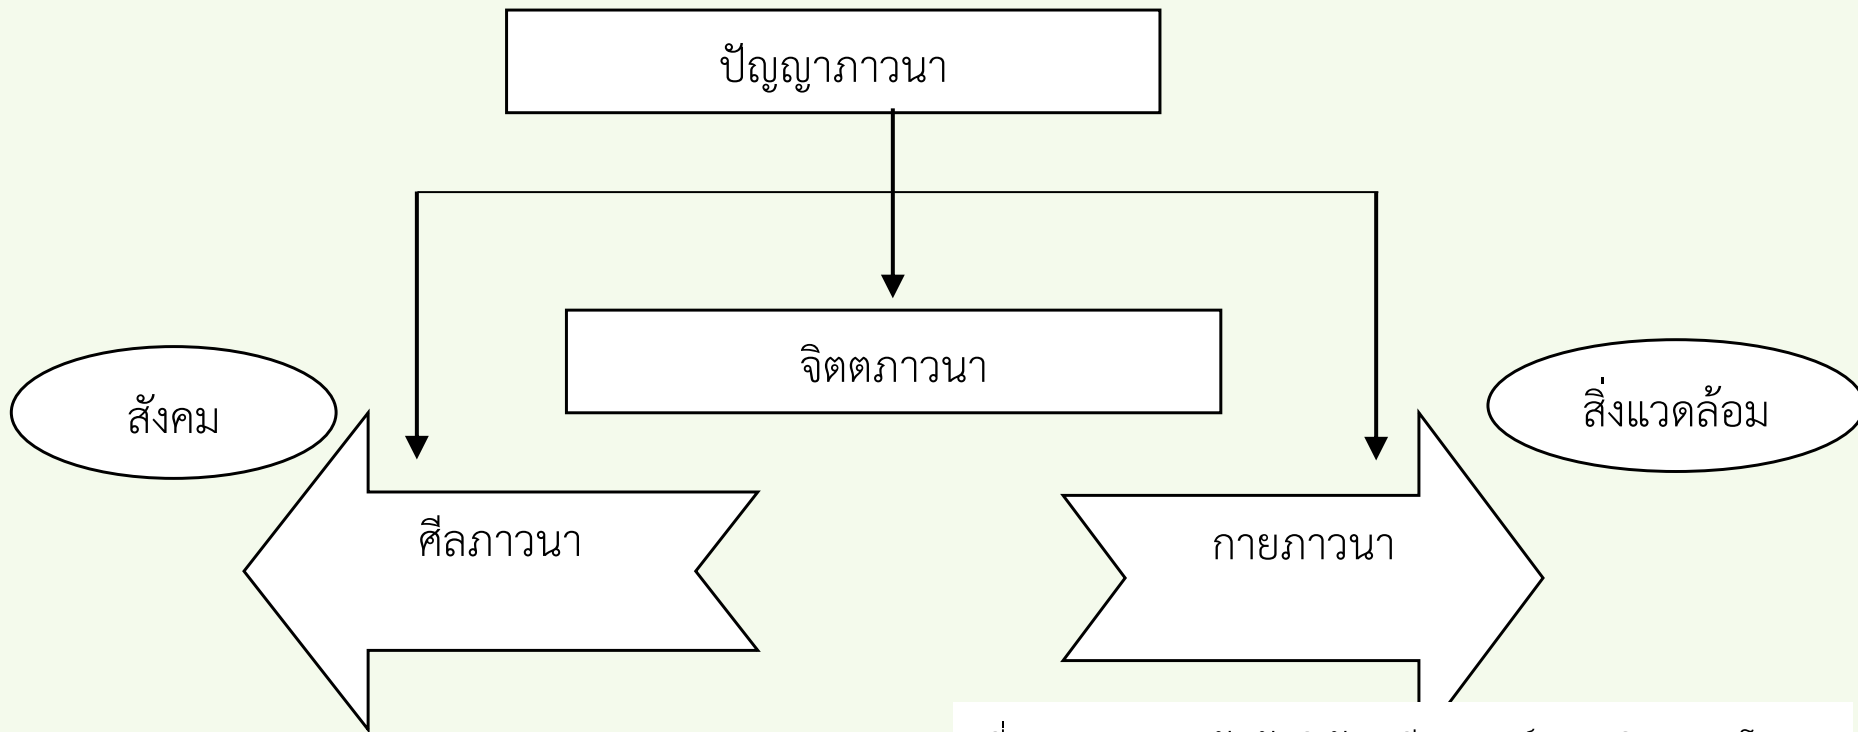 ปัญญาภาวนา
จิตตภาวนา
สังคม
สิ่งแวดล้อม
ศีลภาวนา
กายภาวนา